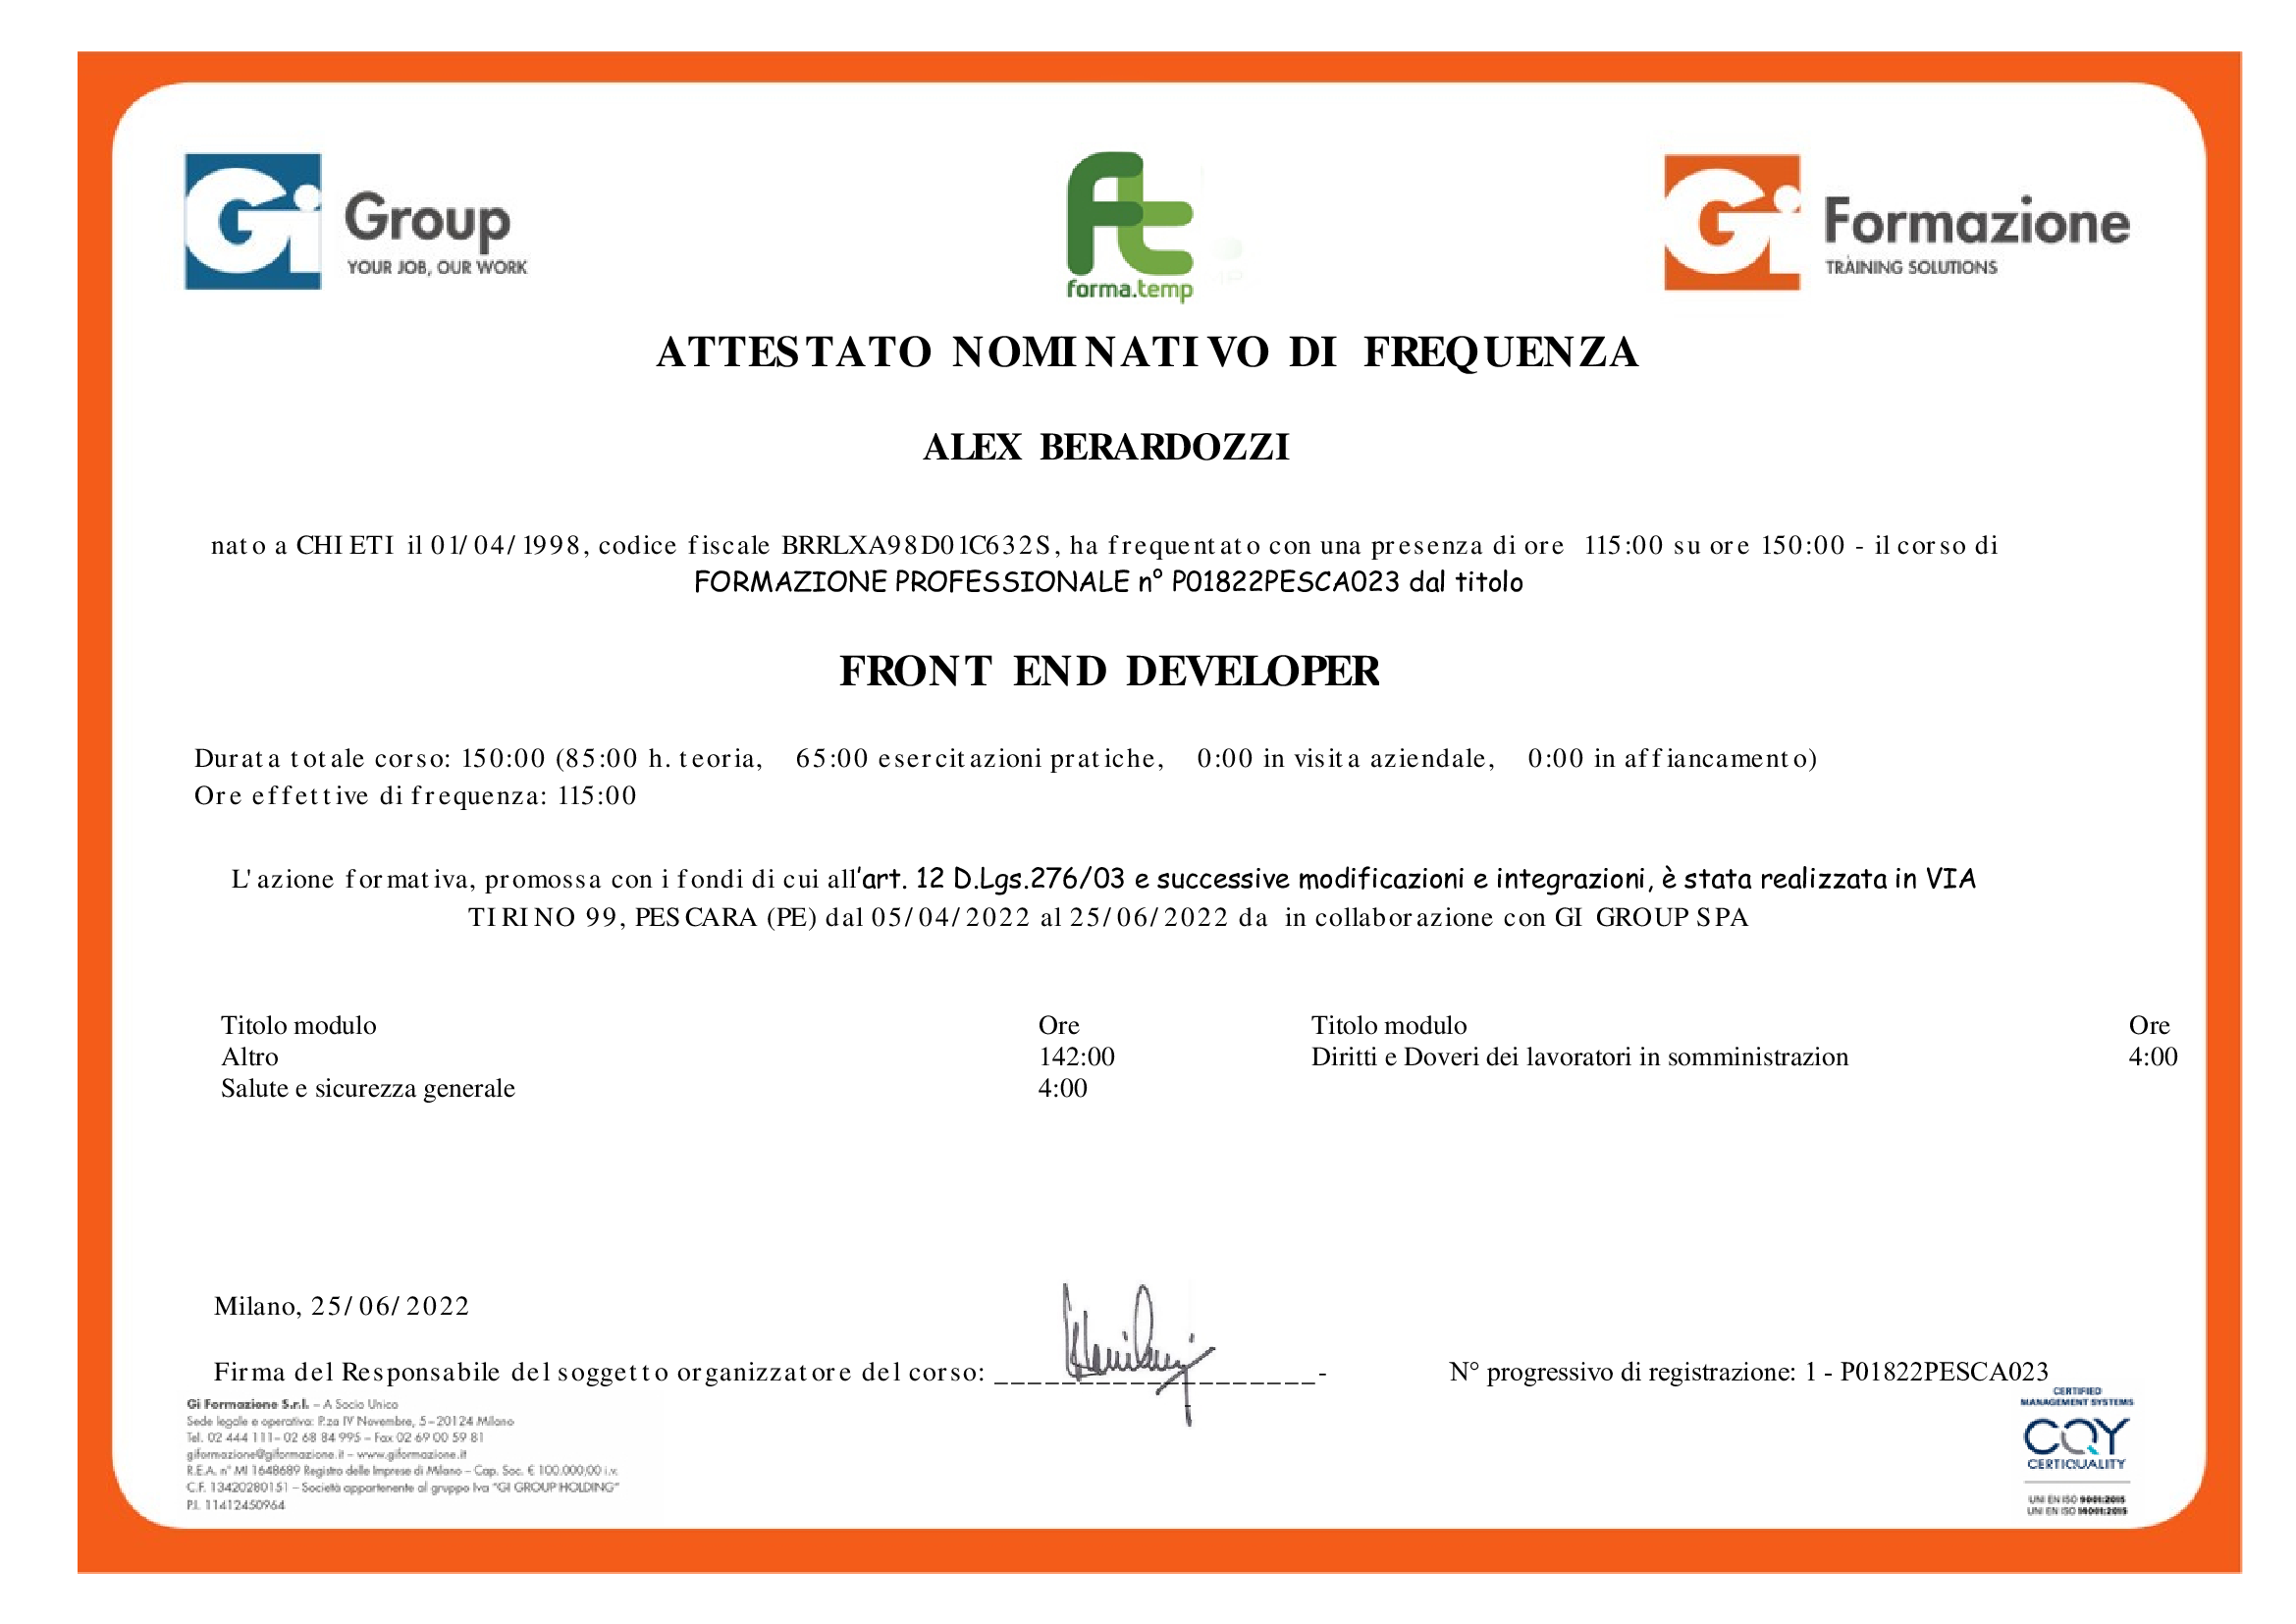 Gi Group
YOUR JOB, OUR WORK
Ft
forma.temp
Gi Formazione
TRAINING SOLUTIONS
ATTESTATO NOMINATIVO DI FREQUENZA
ALEX BERARDOZZI
nato a CHIETI il 01/04/1998, codice fiscale BRRLXA98D01C632S, ha frequentato con una presenza di ore 115:00 su ore 150:00 - il corso di
FORMAZIONE PROFESSIONALE n° P01822PESCA023 dal titolo
FRONT END DEVELOPER
Durata totale corso: 150:00 (85:00 h. teoria, 65:00 esercitazioni pratiche, 0:00 in visita aziendale, 0:00 in affiancamento)
Ore effettive di frequenza: 115:00
L'azione formativa, promossa con i fondi di cui all'art. 12 D.Lgs.276/03 e successive modificazioni e integrazioni, è stata realizzata in VIA
TIRINO 99, PESCARA (PE) dal 05/04/2022 al 25/06/2022 da in collaborazione con GI GROUP SPA
Titolo modulo Ore Titolo modulo Ore
Altro 142:00 Diritti e Doveri dei lavoratori in somministrazion 4:00
Salute e sicurezza generale 4:00
Milano, 25/06/2022
Firma del Responsabile del soggetto organizzatore del corso: ____________________-
N° progressivo di registrazione: 1 - P01822PESCA023
Gi Formazione S.r.l. – A Socio Unico
Sede legale e operativa: P.za IV Novembre, 5 – 20124 Milano
Tel. 02 444 111– 02 68 84 995 – Fax 02 69 00 59 81
giformazione@giformazione.it – www.giformazione.it
R.E.A. n° MI 1648689 Registro delle Imprese di Milano – Cap. Soc. € 100.000,00 i.v.
C.F. 13420280151 – Società appartenente al gruppo Iva "GI GROUP HOLDING"
P.I. 11412450964
CERTIFIED
MANAGEMENT SYSTEMS
CQY
CERTIQUALITY
UNI EN ISO 9001:2015
UNI EN ISO 14001:2015